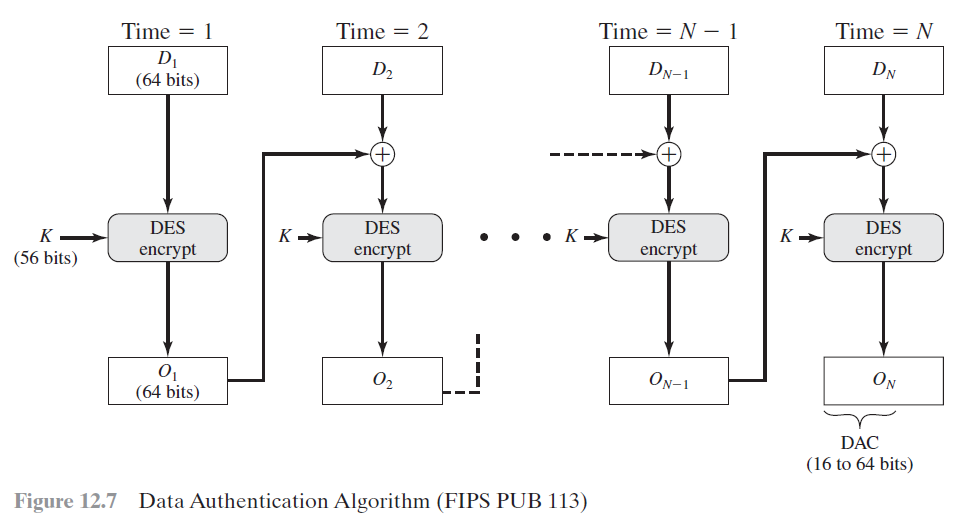 Time = 1
Time = 2
Time = N − 1
Time = N
D₁
(64 bits)
D₂
Dₙ₋₁
Dₙ
+
+
+
K
(56 bits)
DES
encrypt
K
DES
encrypt
• • •
K
DES
encrypt
K
DES
encrypt
O₁
(64 bits)
O₂
Oₙ₋₁
Oₙ
DAC
(16 to 64 bits)
Figure 12.7 Data Authentication Algorithm (FIPS PUB 113)